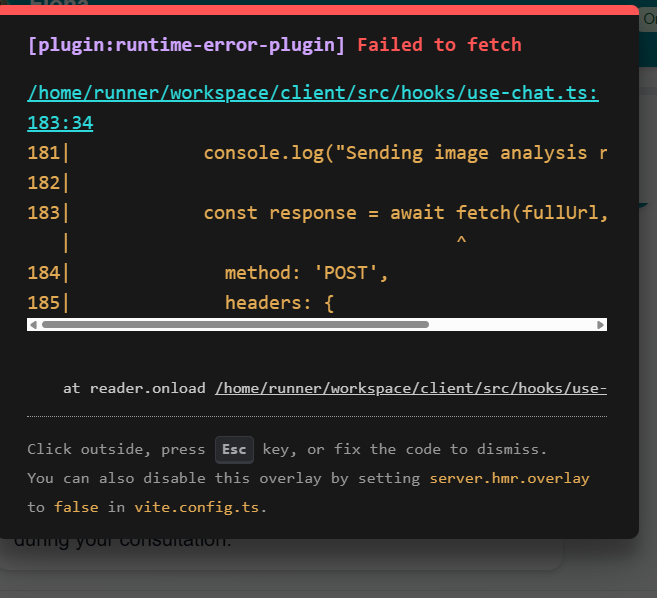 Elona
[plugin:runtime-error-plugin] Failed to fetch
/home/runner/workspace/client/src/hooks/use-chat.ts:
183:34
181|            console.log("Sending image analysis r
182|
183|            const response = await fetch(fullUrl,
   |                                   ^
184|              method: 'POST',
185|              headers: {
at reader.onload /home/runner/workspace/client/src/hooks/use-
Click outside, press Esc key, or fix the code to dismiss.
You can also disable this overlay by setting server.hmr.overlay
to false in vite.config.ts.
during your consultation.